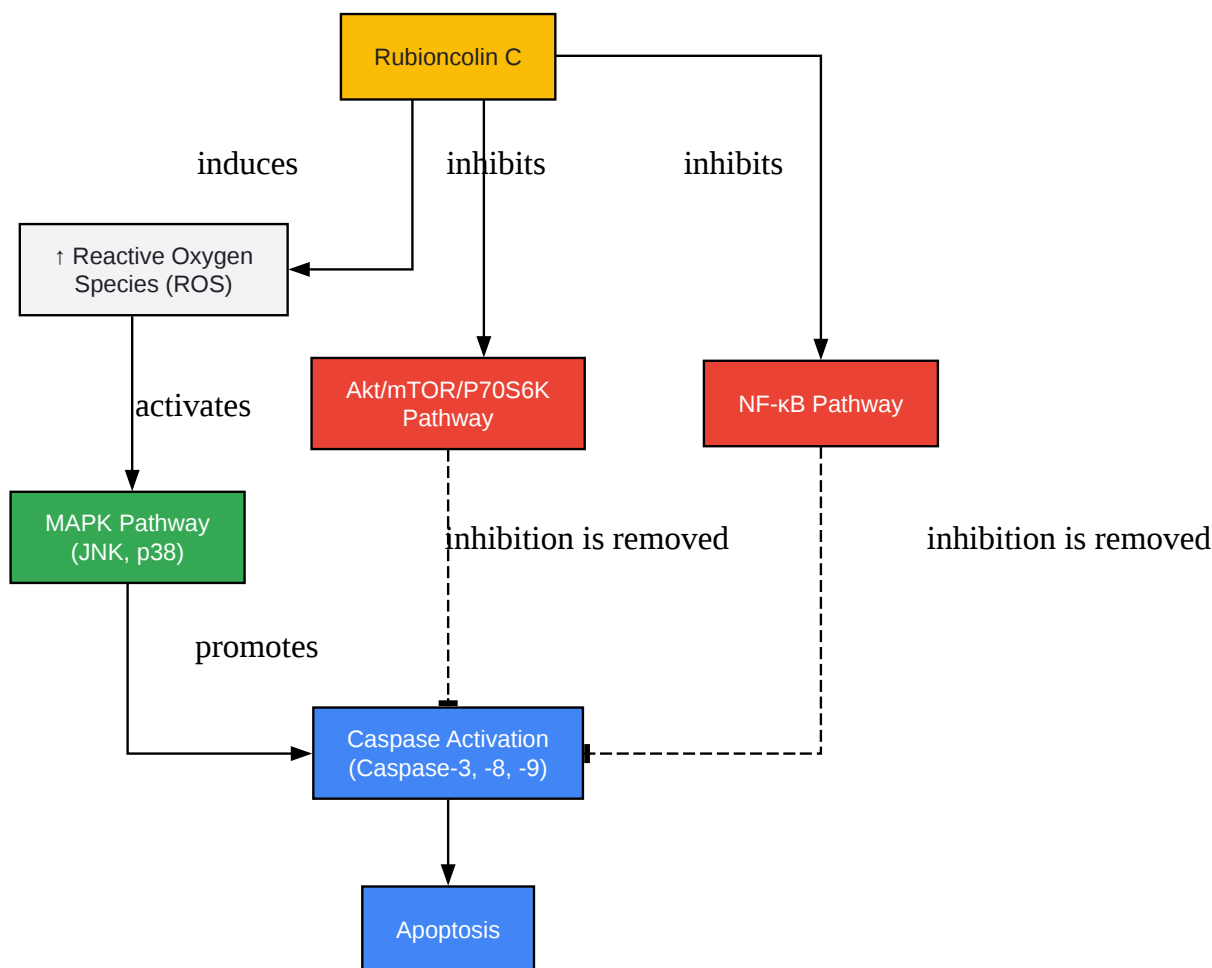 Rubioncolin C
induces
inhibits
inhibits
↑ Reactive Oxygen
Species (ROS)
Akt/mTOR/P70S6K
Pathway
NF-κB Pathway
activates
MAPK Pathway
(JNK, p38)
inhibition is removed
inhibition is removed
promotes
Caspase Activation
(Caspase-3, -8, -9)
Apoptosis